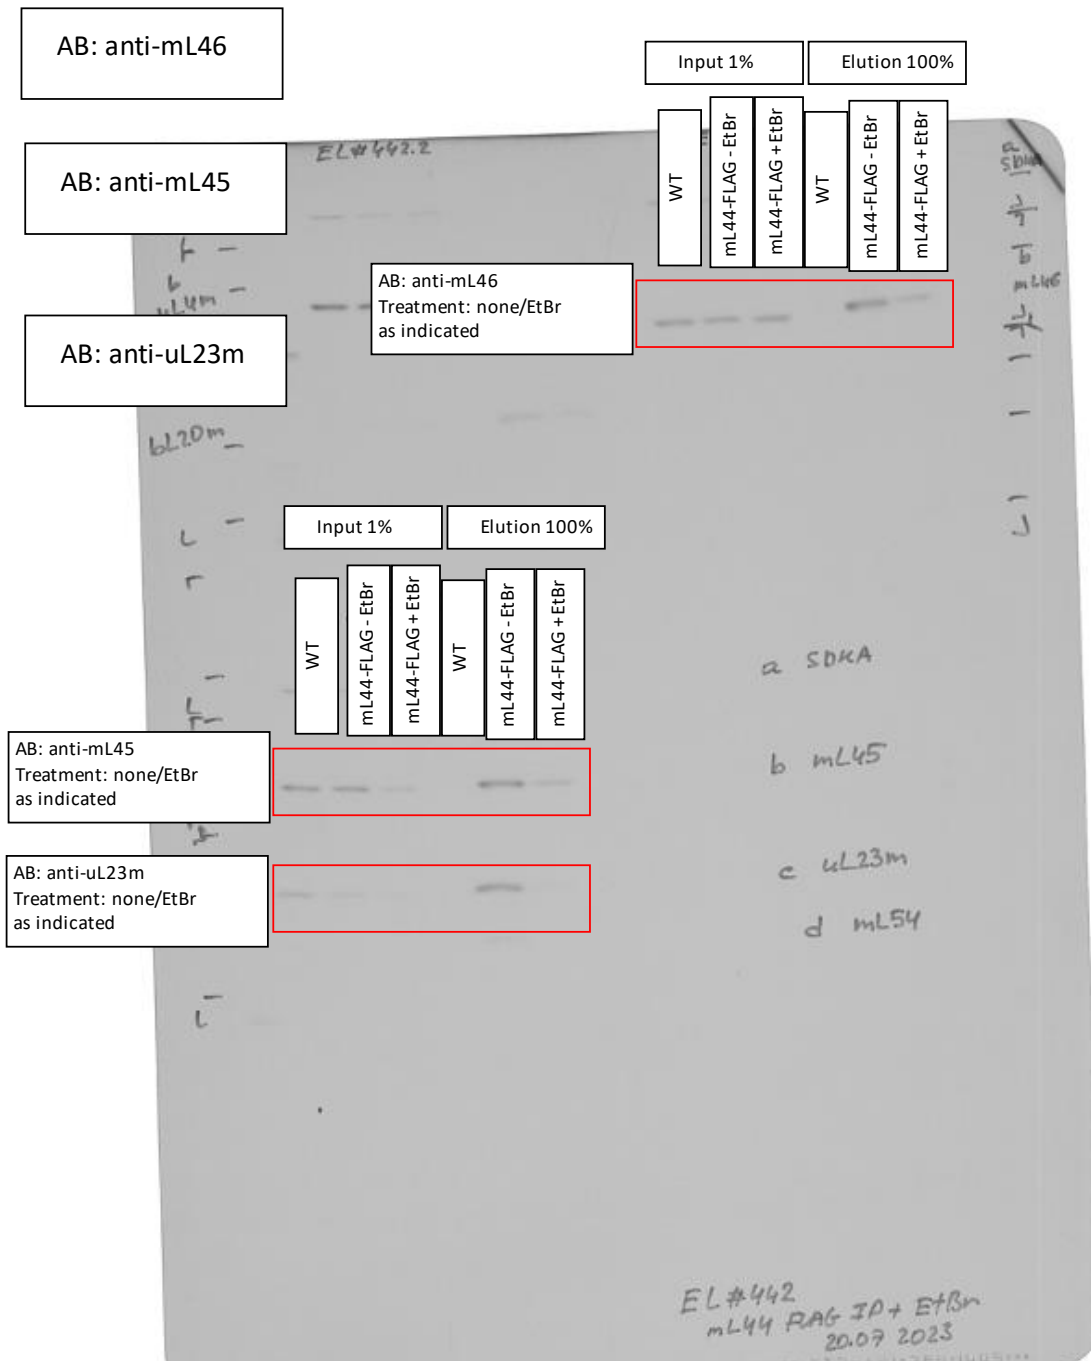 AB: anti-mL46
Input 1%
Elution 100%
EL#442.2
AB: anti-mL45
WT
mL44-FLAG - EtBr
mL44-FLAG + EtBr
WT
mL44-FLAG - EtBr
mL44-FLAG + EtBr
a
SDHA
b
mL46
b
uL4m
AB: anti-mL46
Treatment: none/EtBr
as indicated
AB: anti-uL23m
bL20m
Input 1%
Elution 100%
WT
mL44-FLAG - EtBr
mL44-FLAG + EtBr
WT
mL44-FLAG - EtBr
mL44-FLAG + EtBr
a SDHA
b mL45
AB: anti-mL45
Treatment: none/EtBr
as indicated
c uL23m
AB: anti-uL23m
Treatment: none/EtBr
as indicated
d mL54
EL#442
mL44 FLAG IP + EtBr
20.07 2023